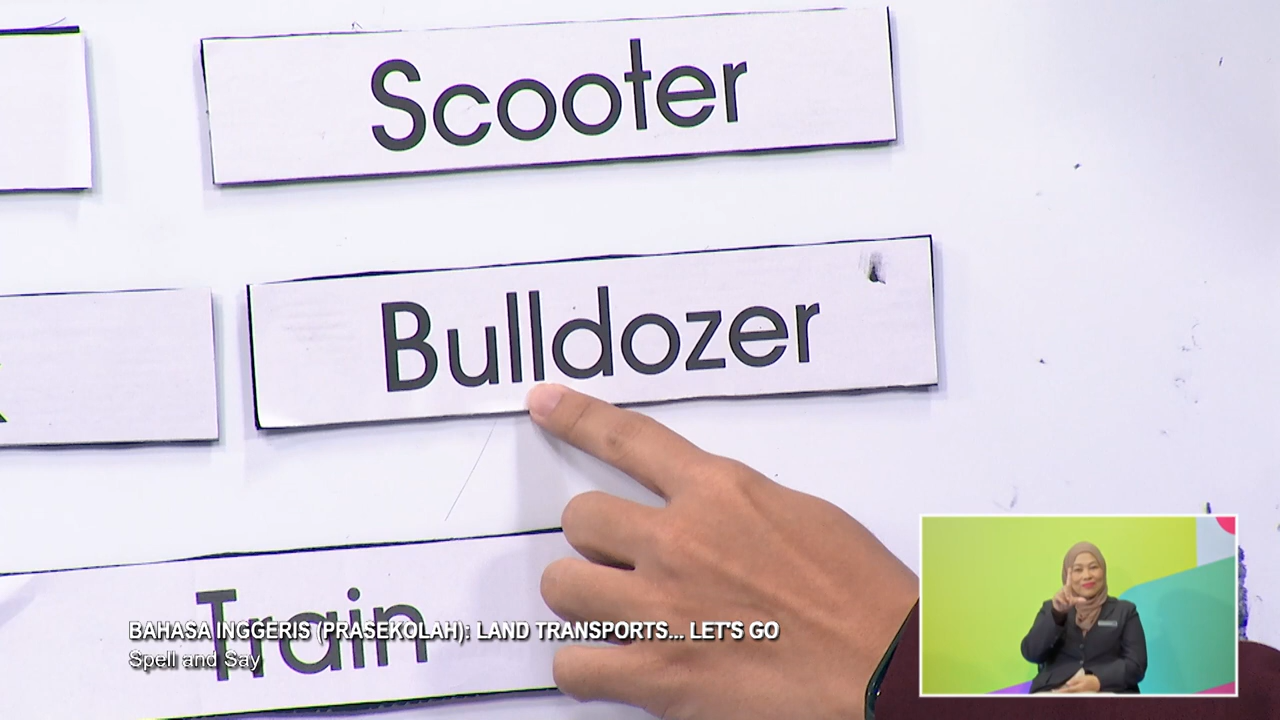 Scooter
Bulldozer
Train
BAHASA INGGERIS (PRASEKOLAH): LAND TRANSPORTS... LET'S GO
Spell and Say